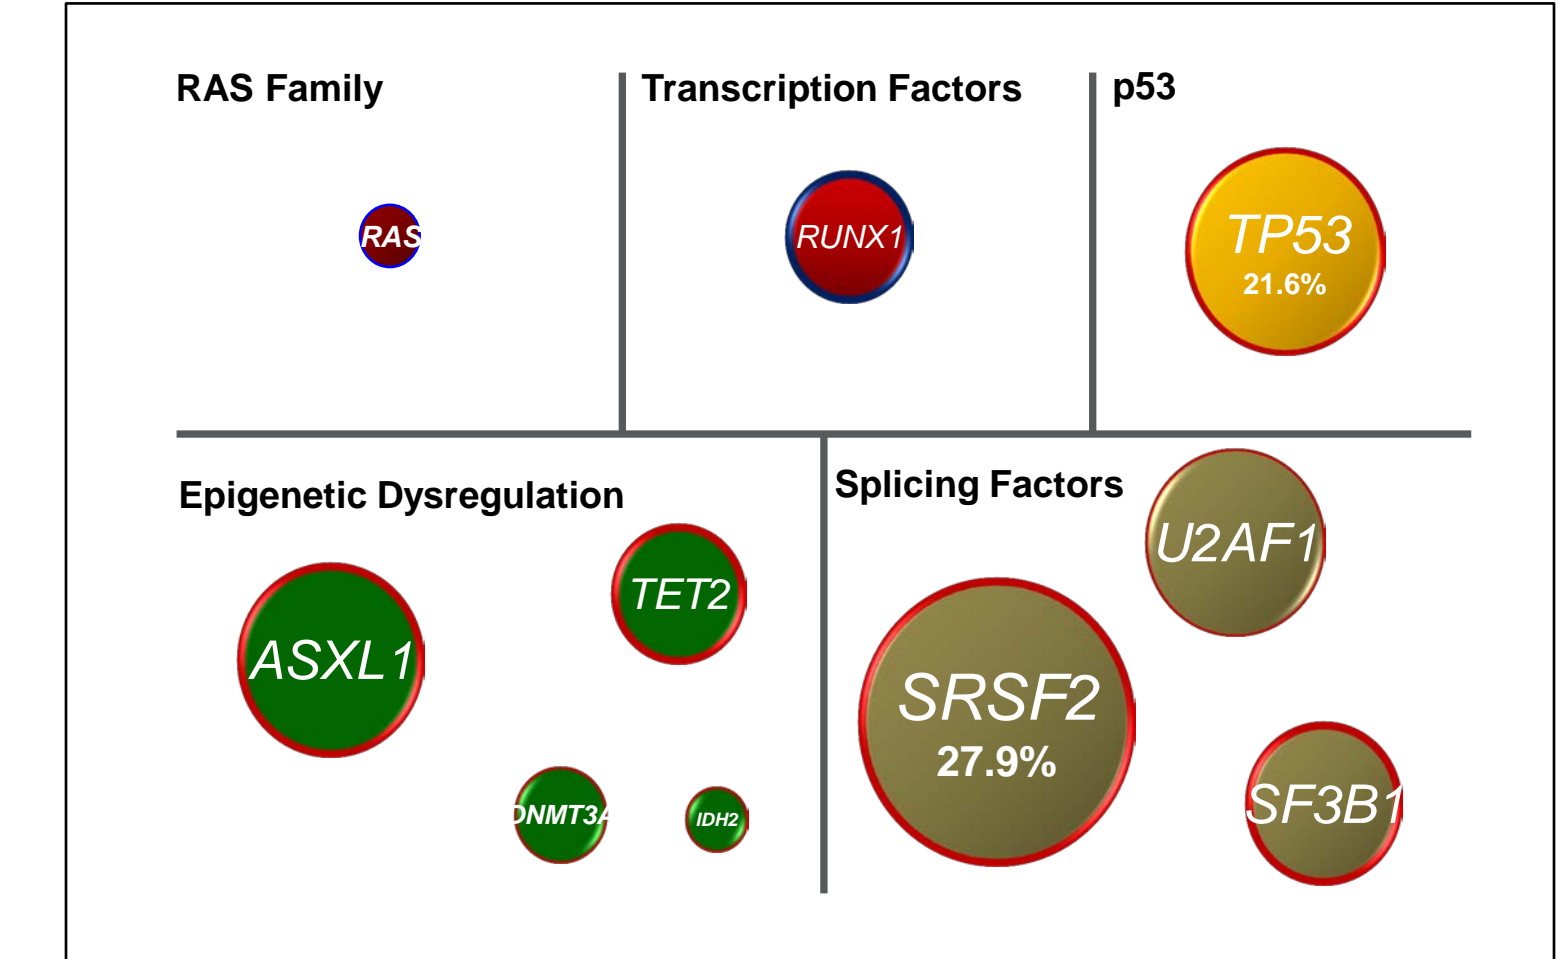 RAS Family
Transcription Factors
p53
RAS
RUNX1
TP53
21.6%
Epigenetic Dysregulation
Splicing Factors
U2AF1
TET2
ASXL1
SRSF2
27.9%
DNMT3A
IDH2
SF3B1